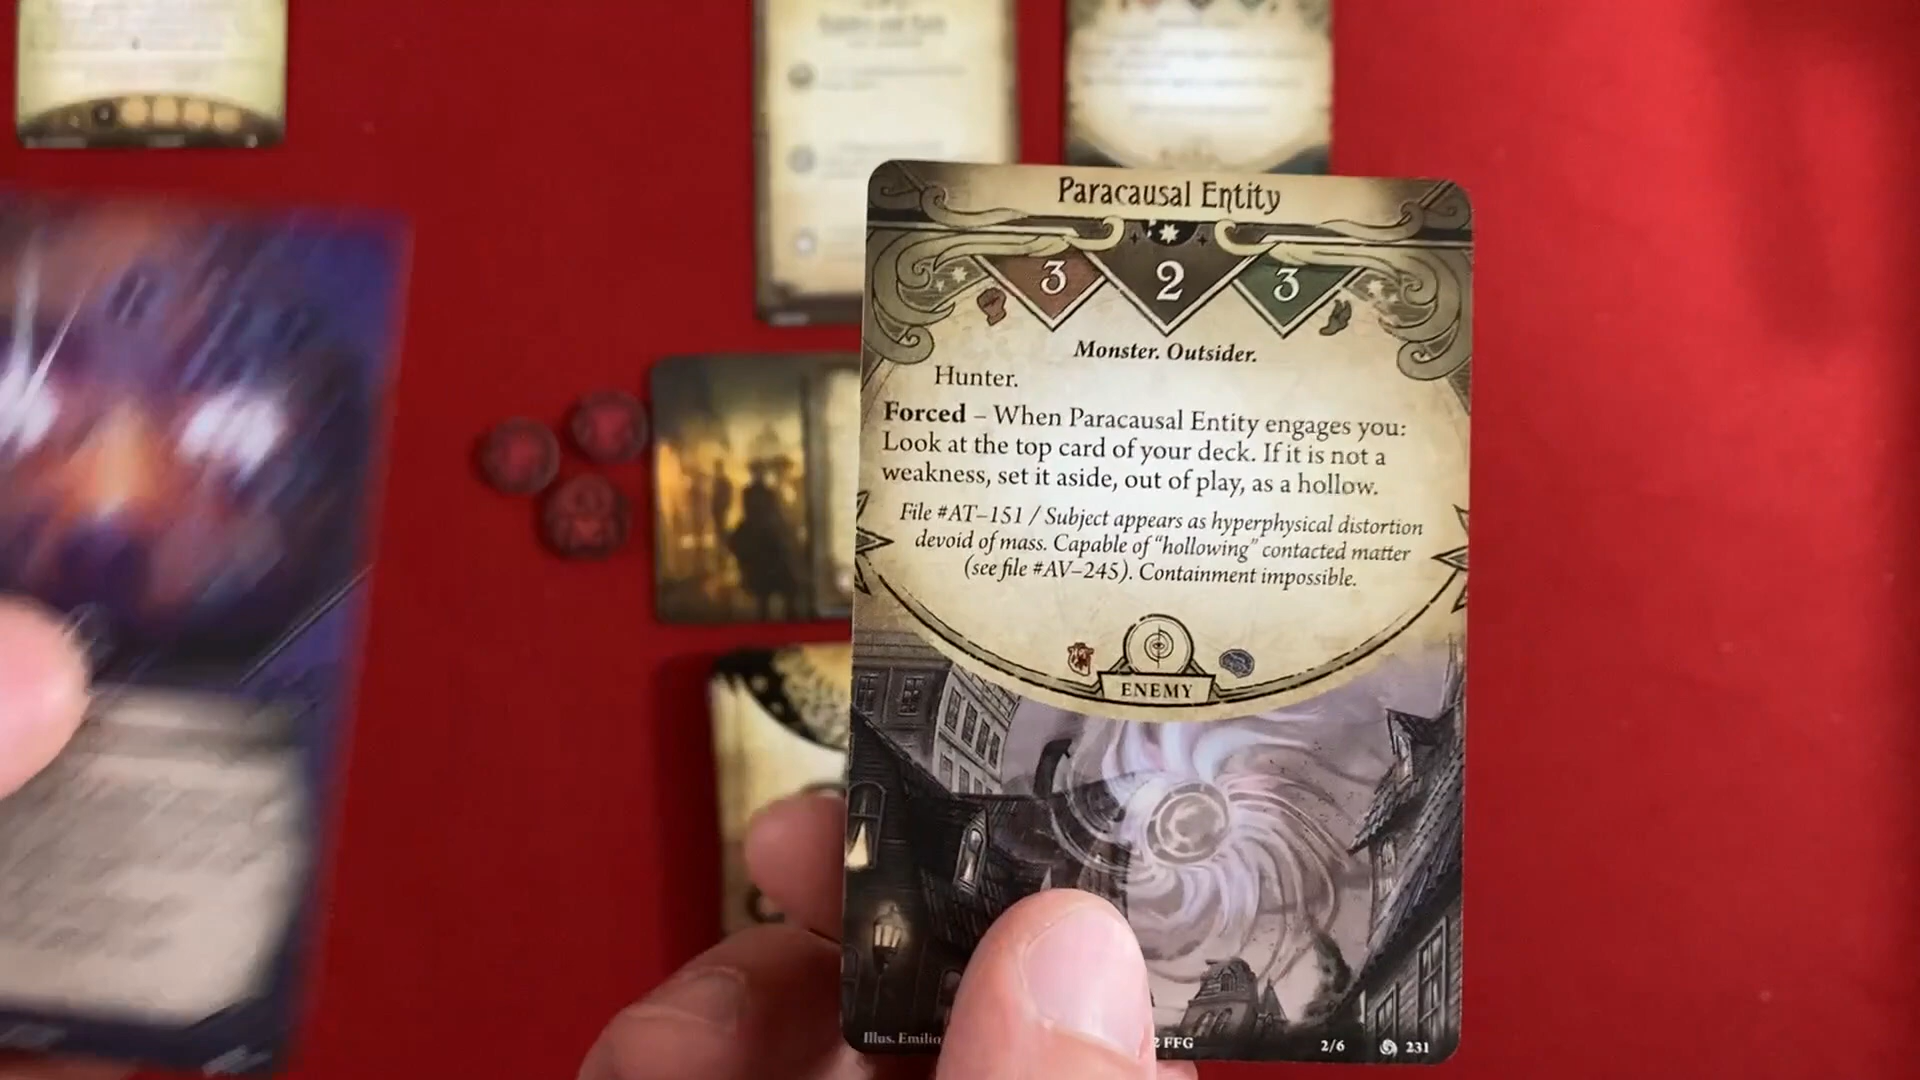 Paracausal Entity
3 2 3
Monster. Outsider.
Hunter.
Forced – When Paracausal Entity engages you:
Look at the top card of your deck. If it is not a
weakness, set it aside, out of play, as a hollow.
File #AT–151 / Subject appears as hyperphysical distortion
devoid of mass. Capable of “hollowing” contacted matter
(see file #AV–245). Containment impossible.
ENEMY
Illus. Emilio FFG 2/6 231